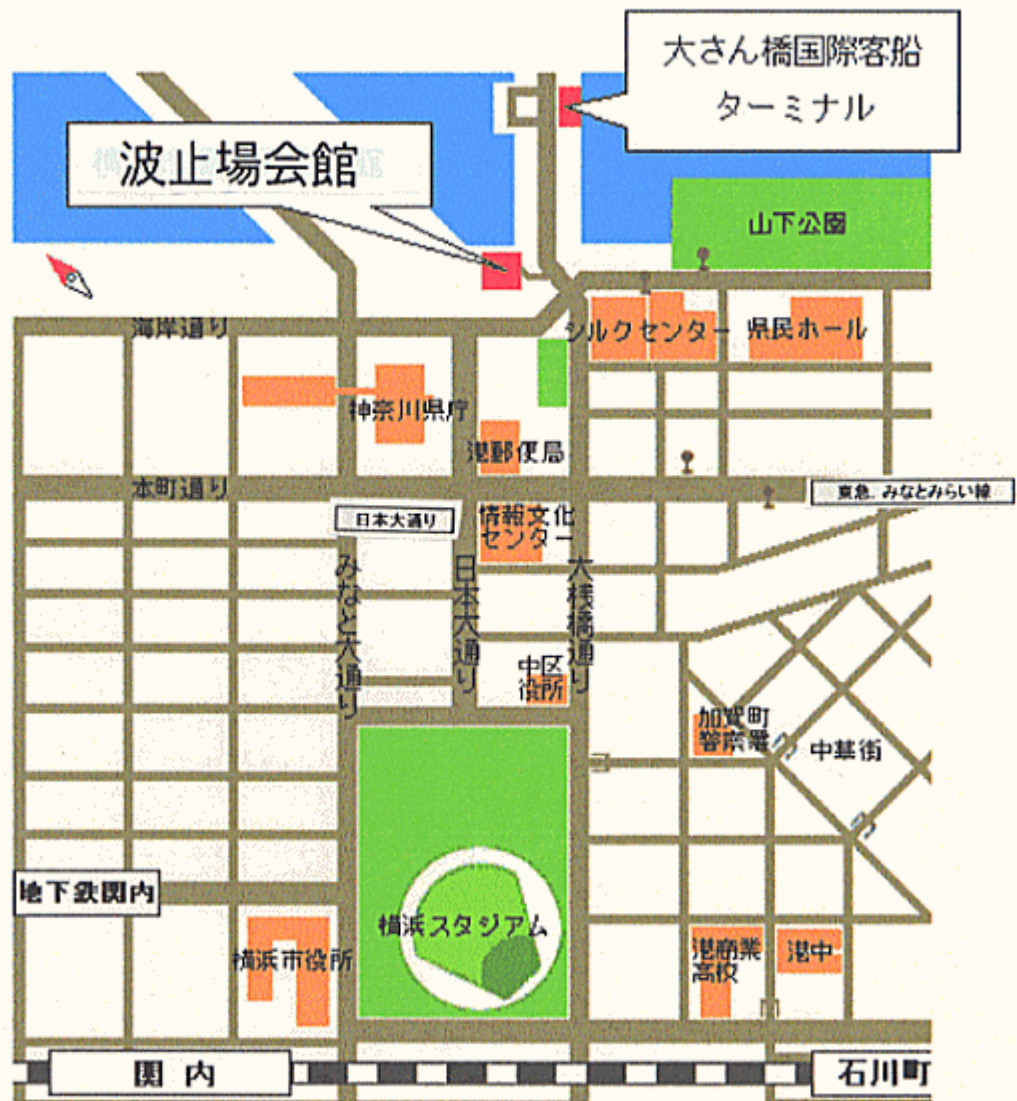 大さん橋国際客船
ターミナル
波止場会館
山下公園
海岸通り
シルクセンター
県民ホール
神奈川県庁
港郵便局
本町通り
東急 みなとみらい線
日本大通り
情報文化
センター
みなと大通り
日本大通り
大桟橋通り
中区
役所
加賀町
警察署
中華街
地下鉄関内
横浜スタジアム
横浜市役所
港商業
高校
港中
関内
石川町